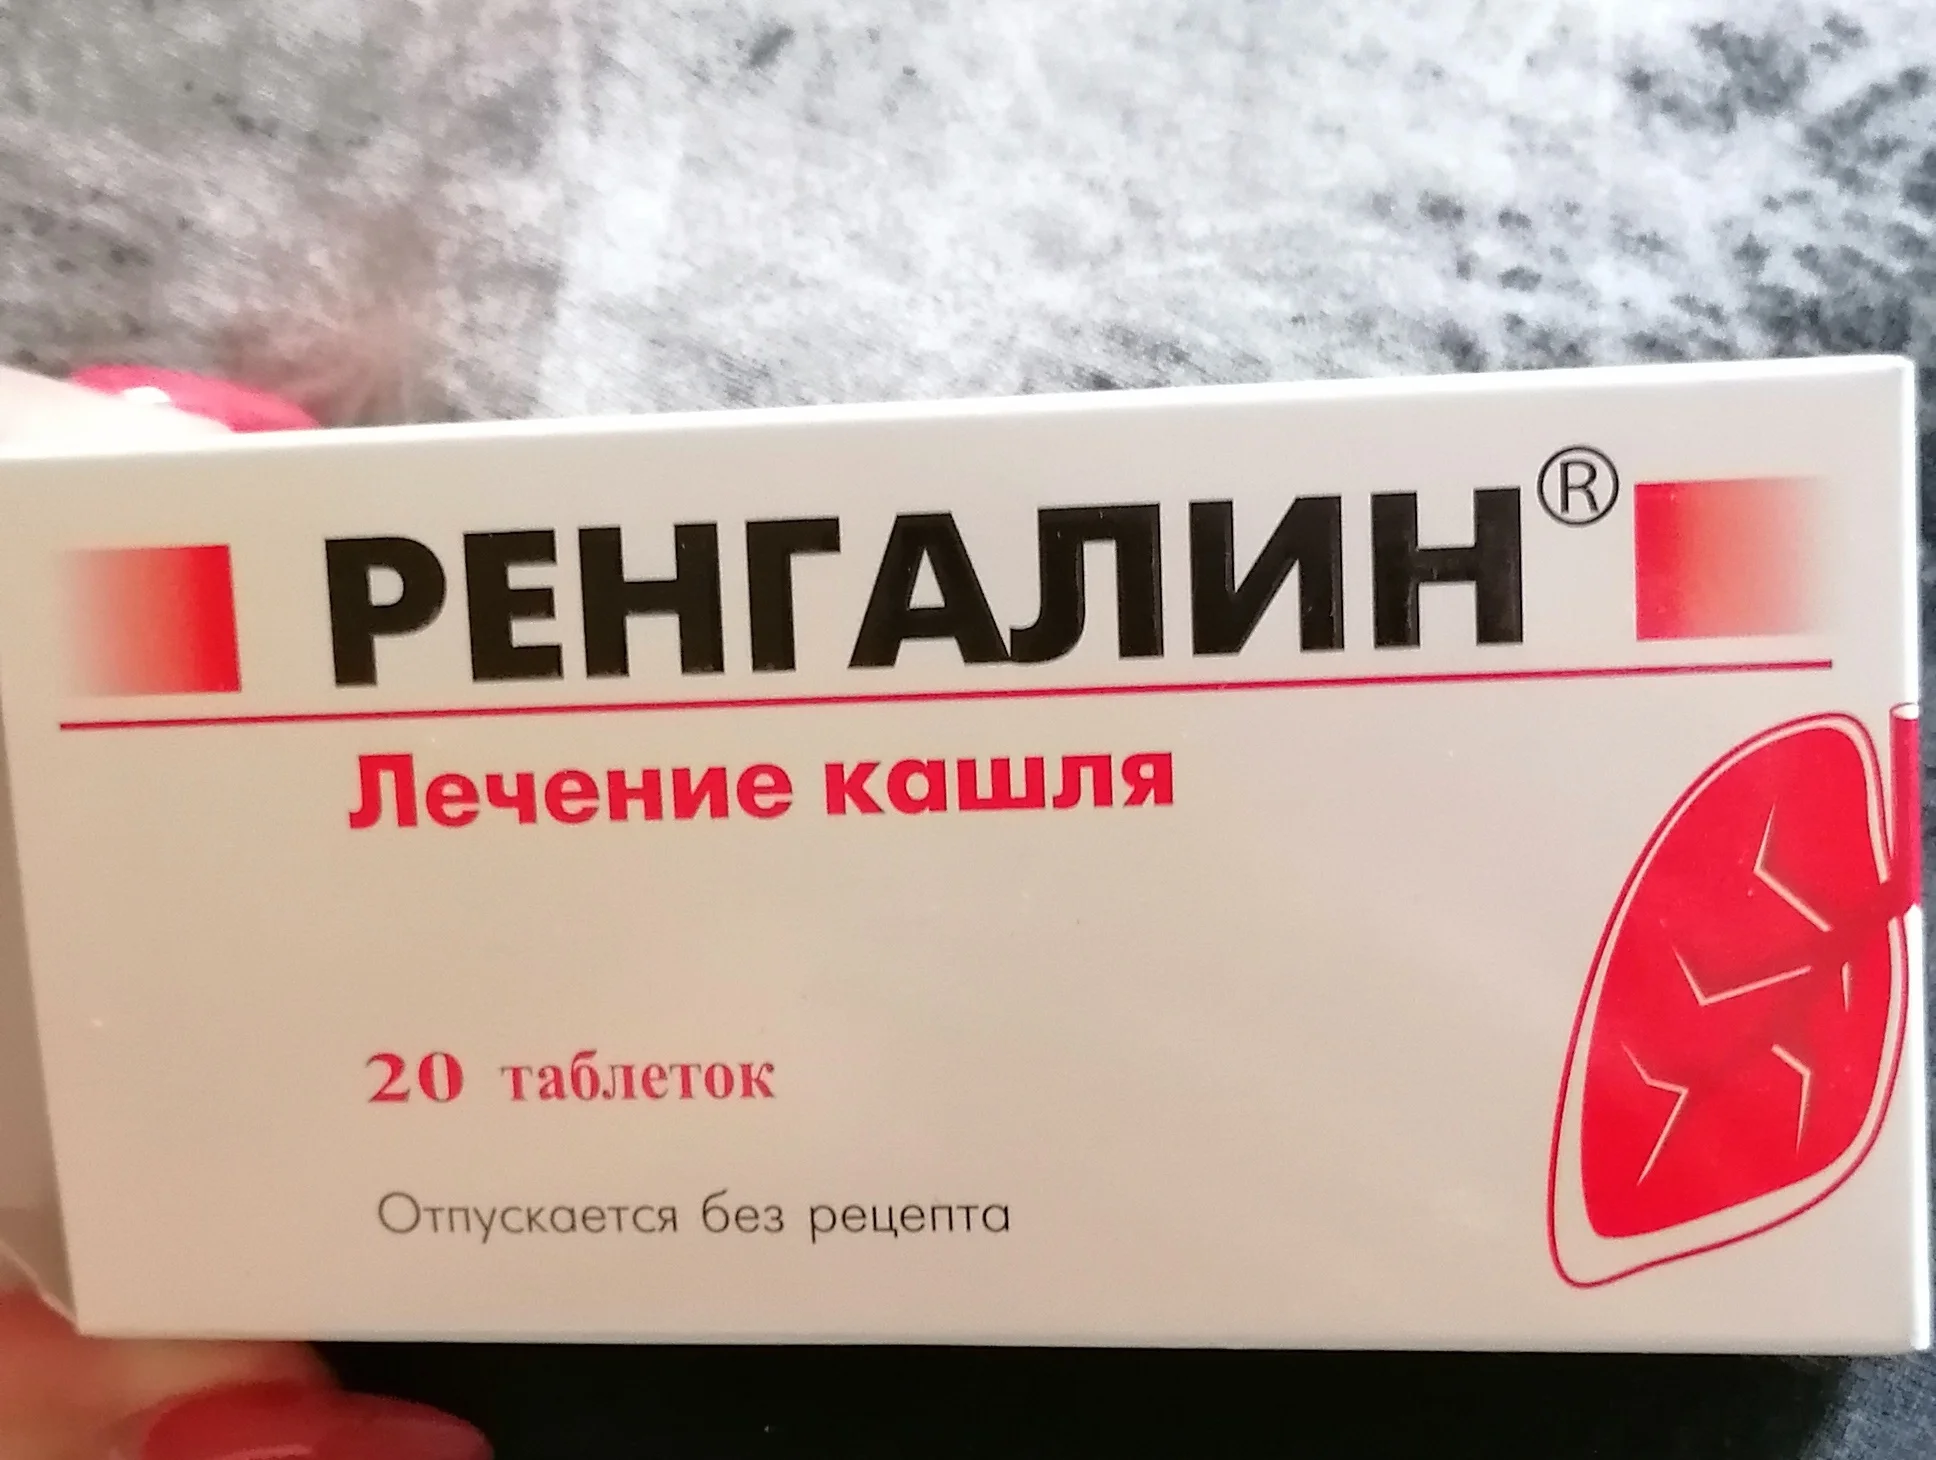 РЕНГАЛИН®
Лечение кашля
20 таблеток
Отпускается без рецепта